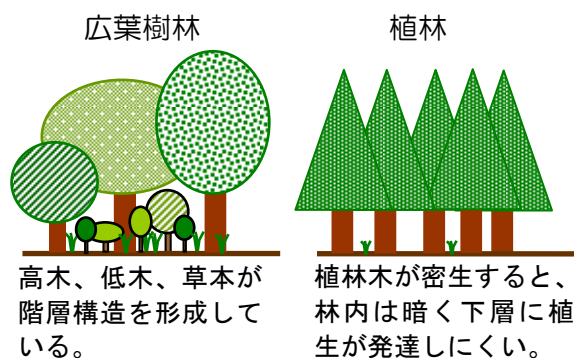 広葉樹林
植林
高木、低木、草本が
階層構造を形成して
いる。
植林木が密生すると、
林内は暗く下層に植
生が発達しにくい。